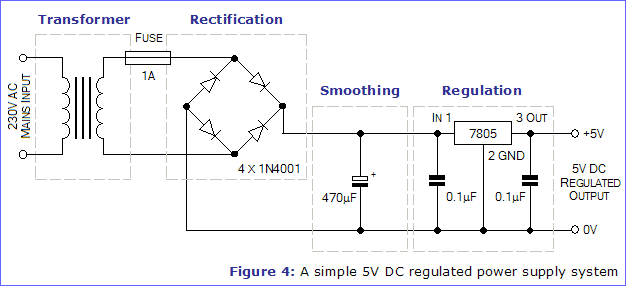 Transformer
Rectification
FUSE
1A
230V AC
MAINS INPUT
4 X 1N4001
Smoothing
Regulation
+
470µF
IN 1
3 OUT
7805
2 GND
0.1µF
0.1µF
+5V
5V DC
REGULATED
OUTPUT
0V
Figure 4: A simple 5V DC regulated power supply system